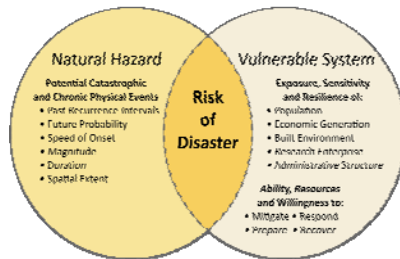 Natural Hazard
Potential Catastrophic
and Chronic Physical Events
• Past Recurrence Intervals
• Future Probability
• Speed of Onset
• Magnitude
• Duration
• Spatial Extent
Risk
of
Disaster
Vulnerable System
Exposure, Sensitivity
and Resilience of:
• Population
• Economic Generation
• Built Environment
• Research Enterprise
• Administrative Structure
Ability, Resources
and Willingness to:
• Mitigate • Respond
• Prepare • Recover